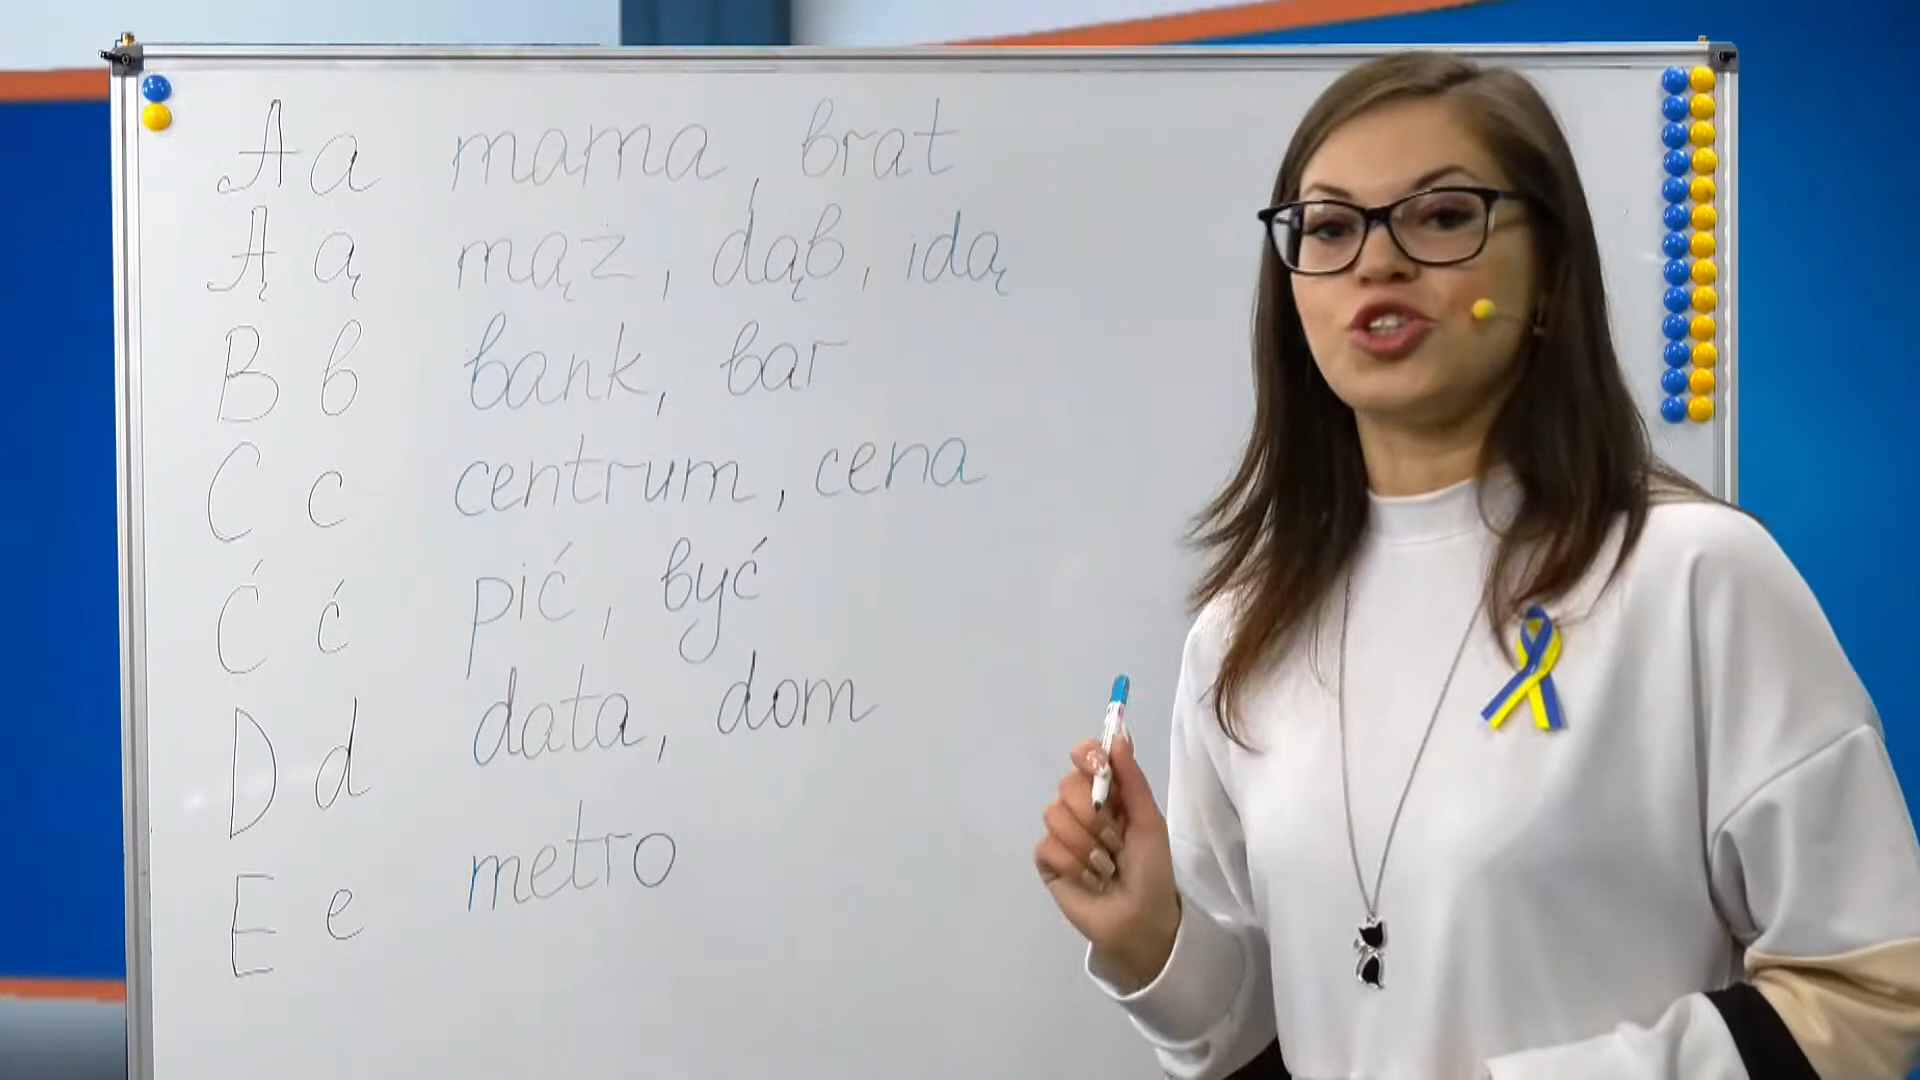 A a mama, brat
Ą ą mąż, dąb, idą
B b bank, bar
C c centrum, cena
Ć ć pić, być
D d data, dom
E e metro